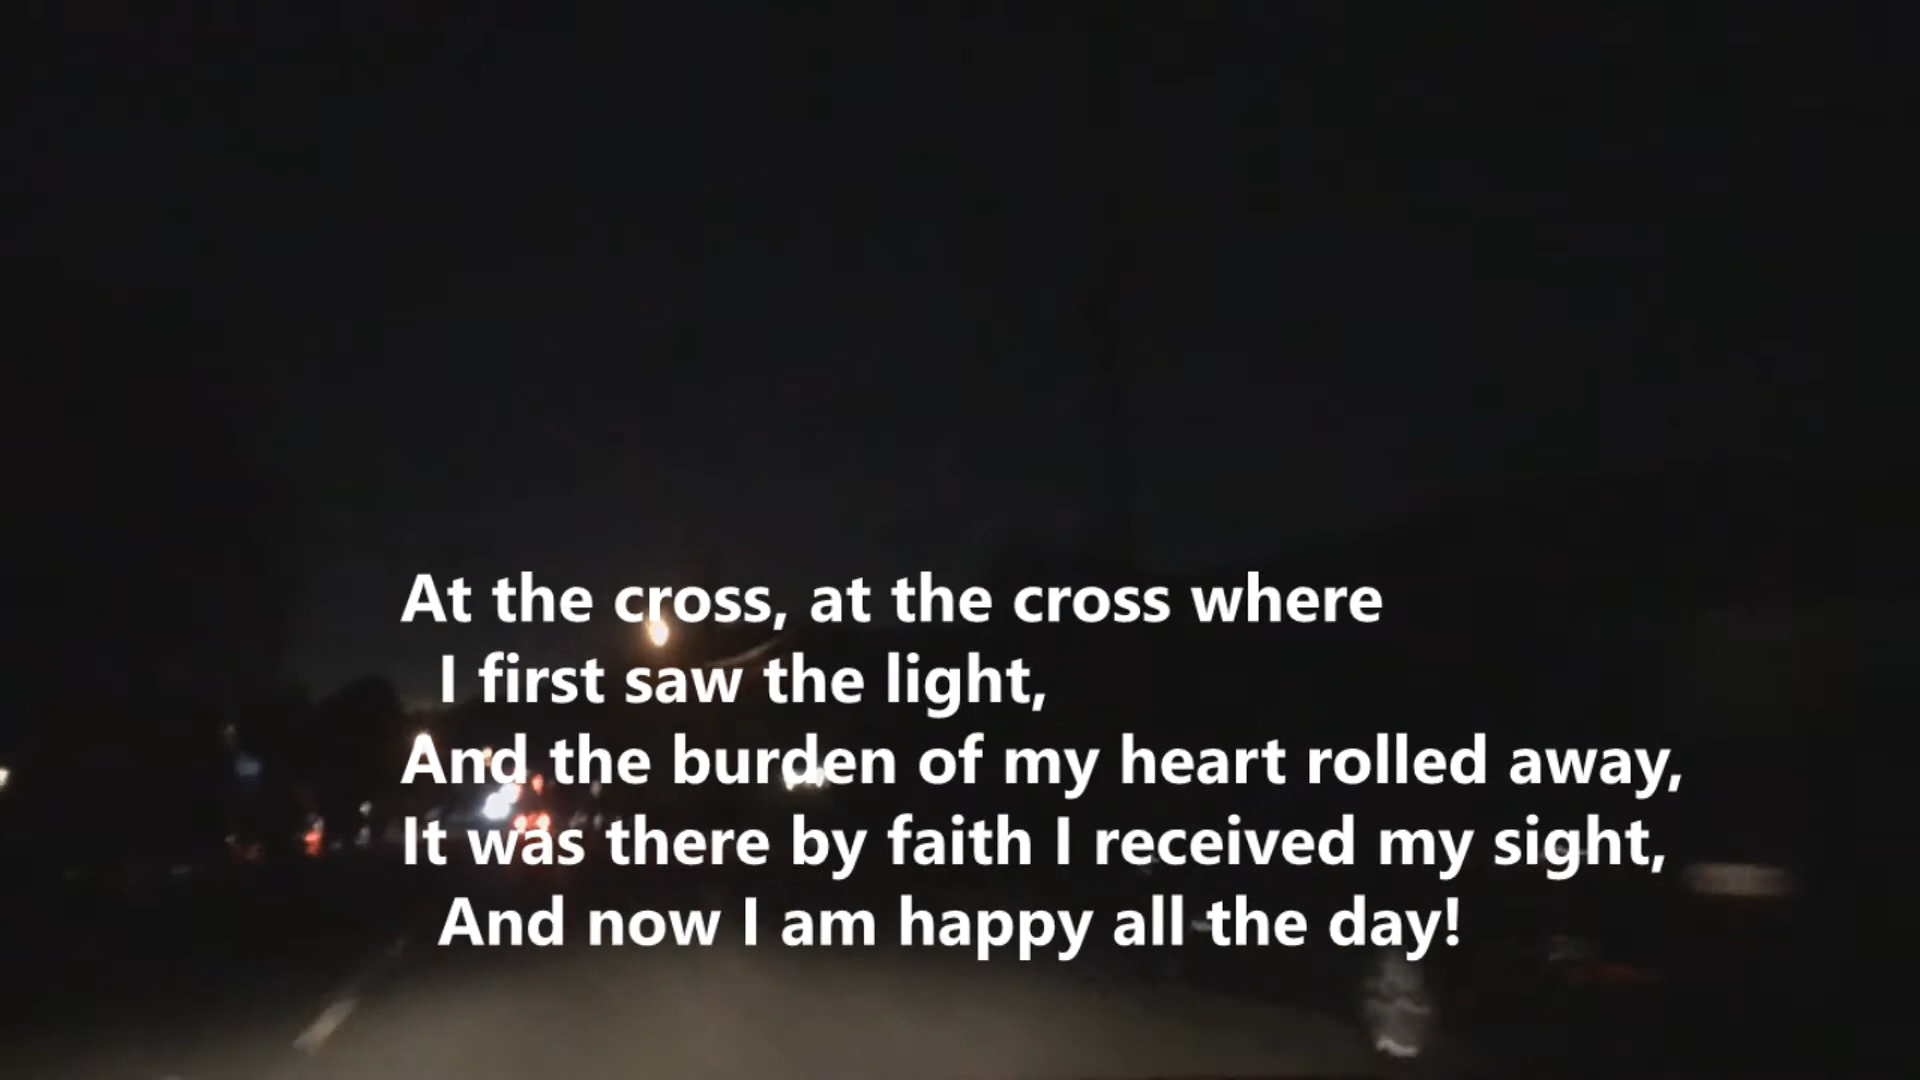 At the cross, at the cross where
I first saw the light,
And the burden of my heart rolled away,
It was there by faith I received my sight,
And now I am happy all the day!